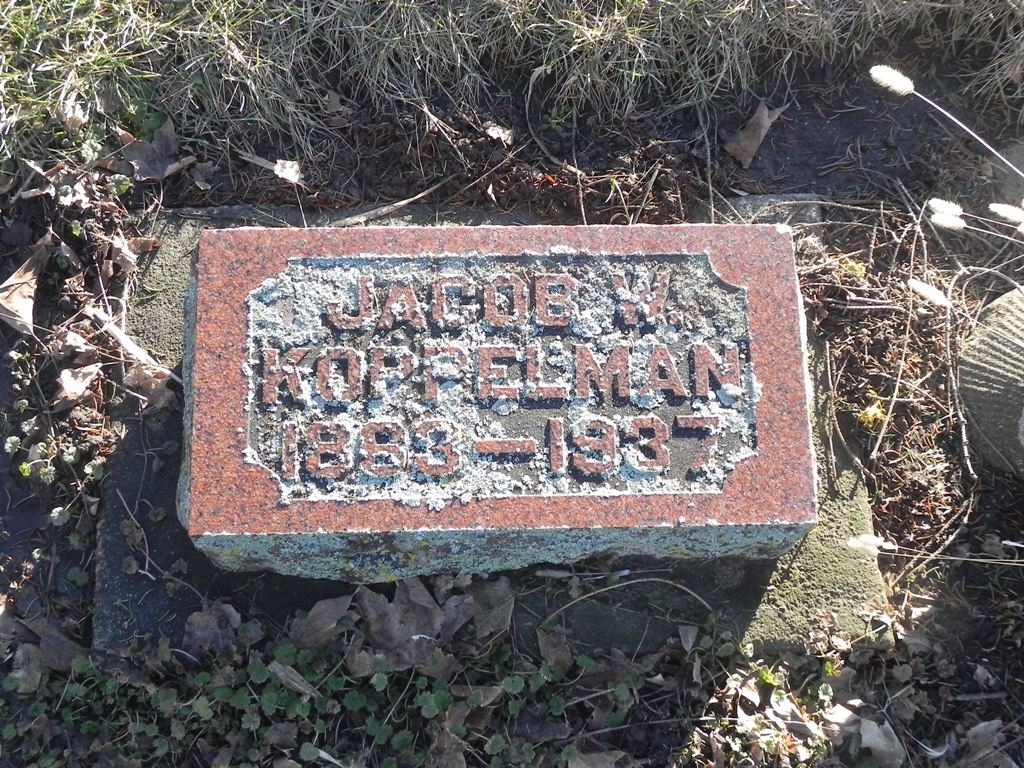 JACOB W.
KOPPELMAN
1883-1937